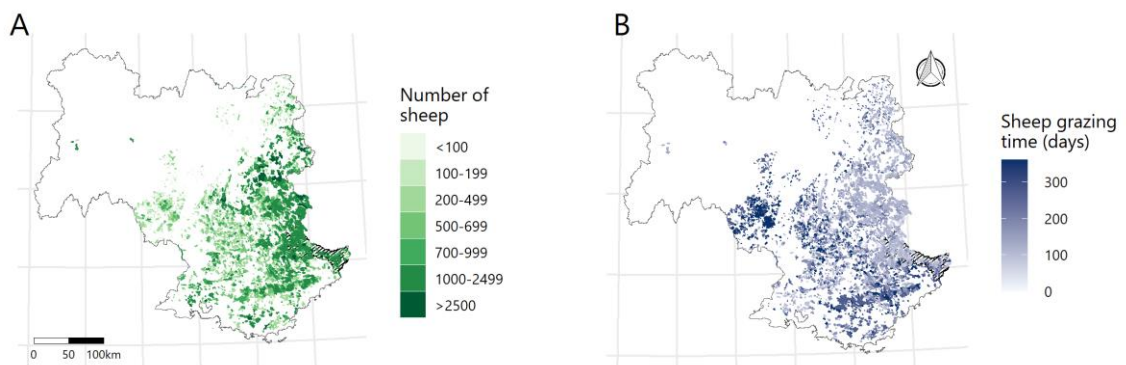 A
Number of
sheep
<100
100-199
200-499
500-699
700-999
1000-2499
>2500
0 50 100km
B
Sheep grazing
time (days)
300
200
100
0